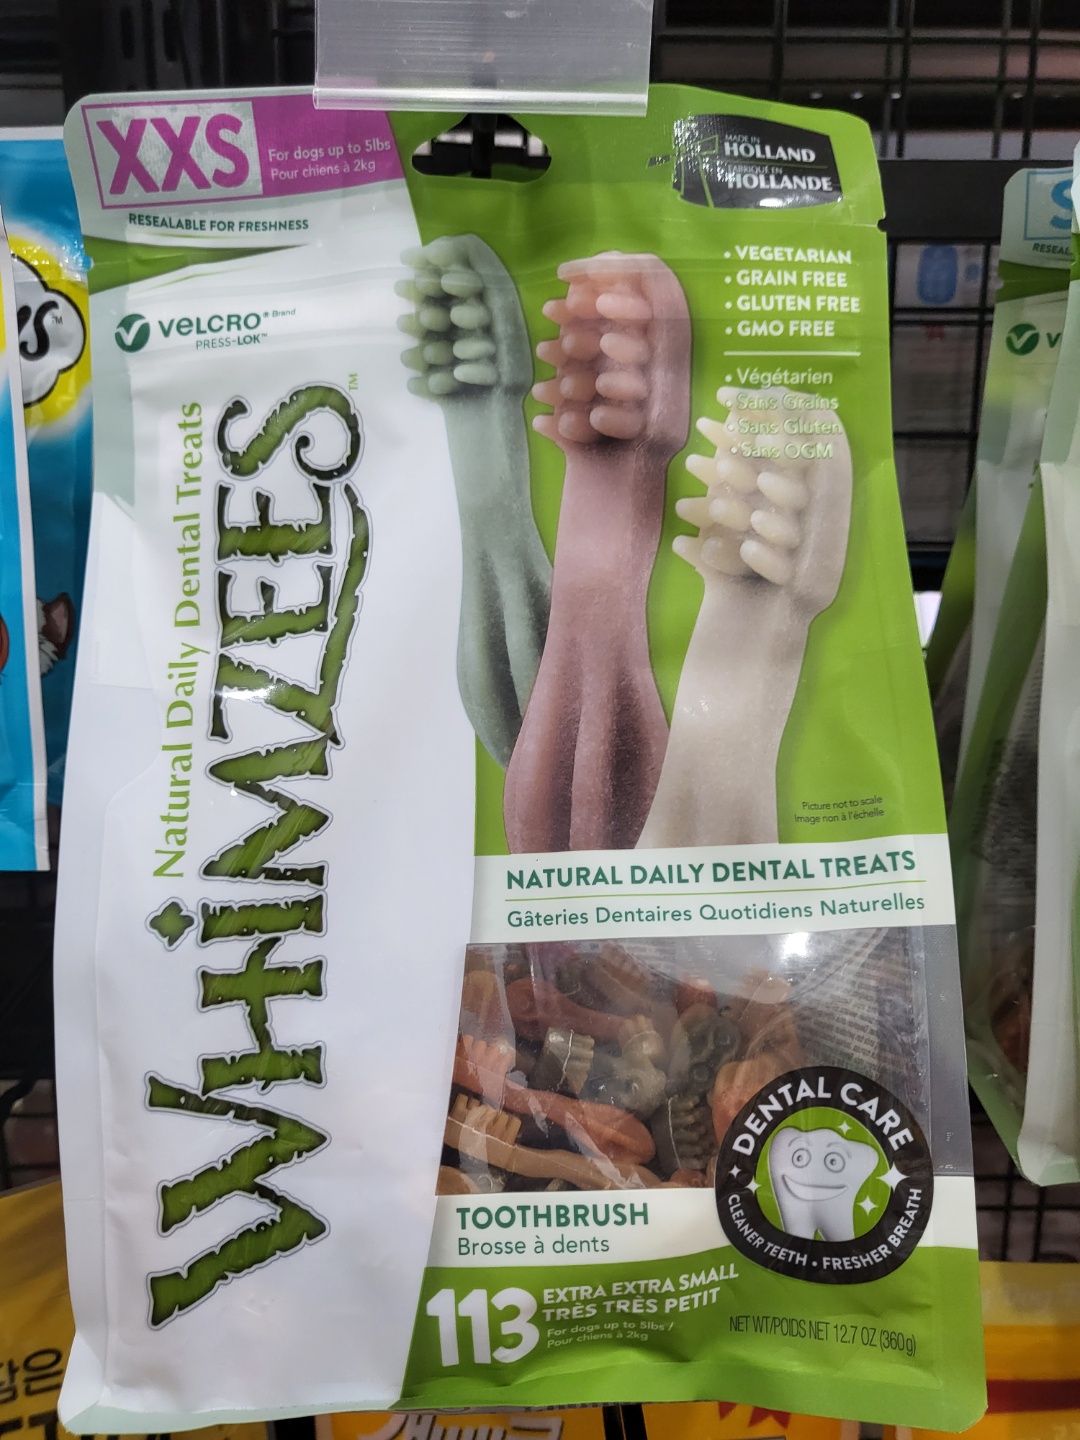 XXS
For dogs up to 5lbs
Pour chiens à 2kg
RESEALABLE FOR FRESHNESS
MADE IN
HOLLAND
FABRIQUÉ EN
HOLLANDE
• VEGETARIAN
• GRAIN FREE
• GLUTEN FREE
• GMO FREE
• Végétarien
• Sans Grains
• Sans Gluten
• Sans OGM
VELCRO® Brand
PRESS-LOK™
Natural Daily Dental Treats
WHIMZEES™
Picture not to scale
Image non à l'échelle
NATURAL DAILY DENTAL TREATS
Gâteries Dentaires Quotidiens Naturelles
DENTAL CARE
CLEANER TEETH • FRESHER BREATH
TOOTHBRUSH
Brosse à dents
113
EXTRA EXTRA SMALL
TRÈS TRÈS PETIT
For dogs up to 5lbs /
Pour chiens à 2kg
NET WT/POIDS NET 12.7 OZ (360g)